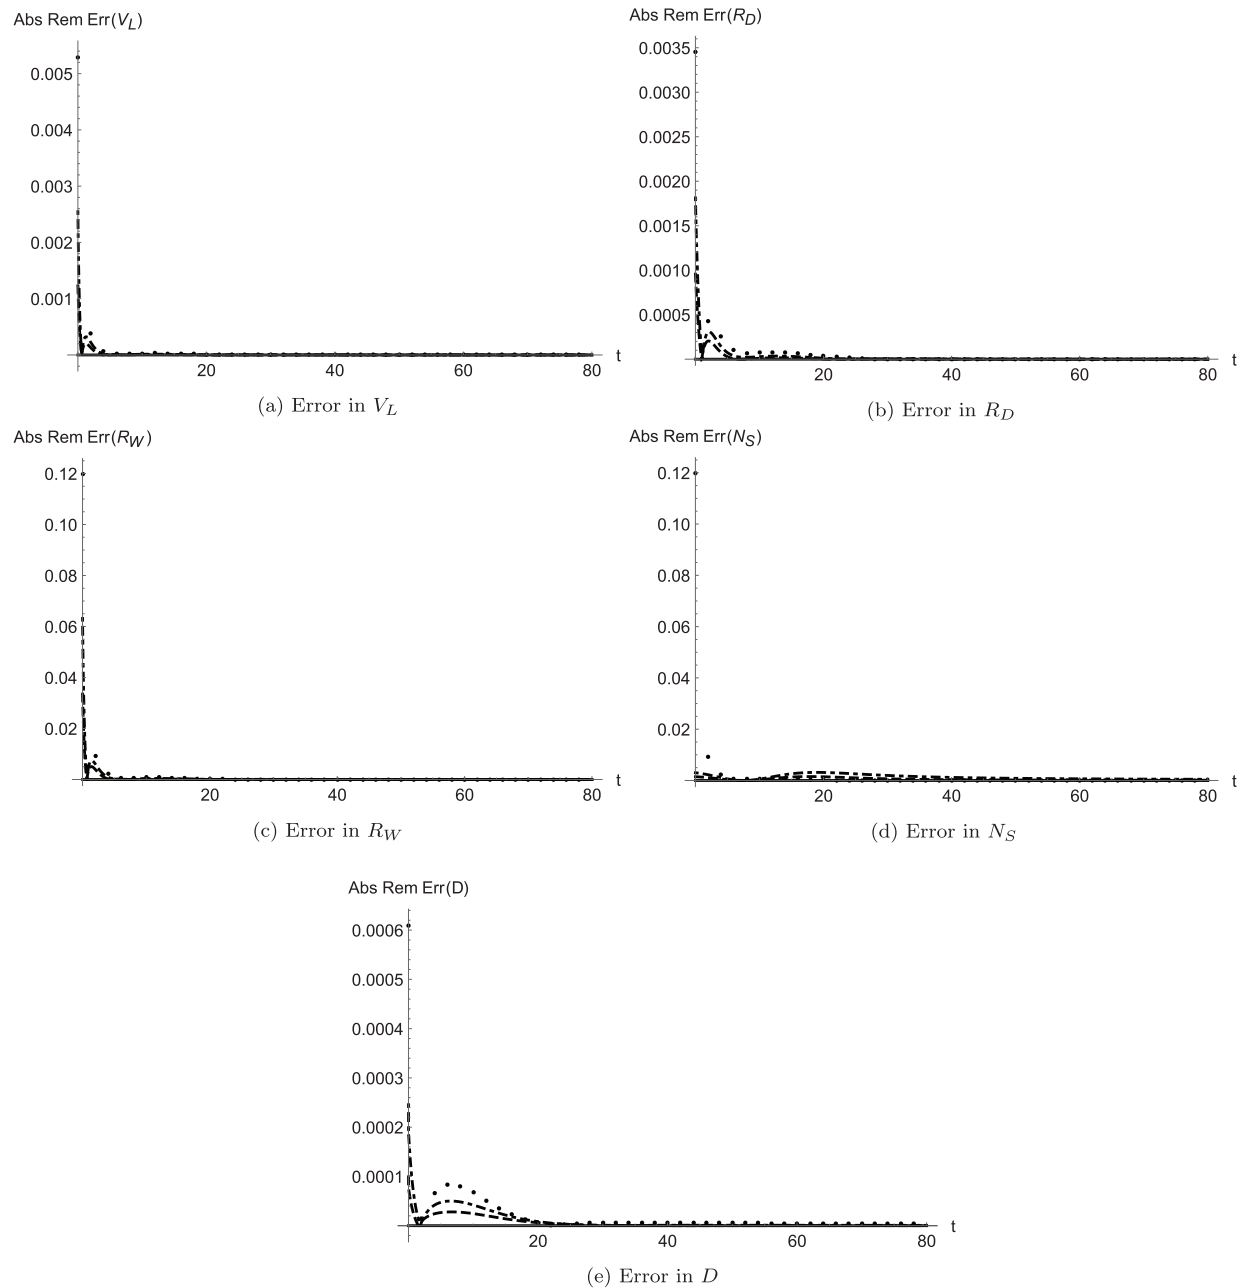 Abs Rem Err(V_L)
0.005
0.004
0.003
0.002
0.001
20 40 60 80 t
(a) Error in V_L
Abs Rem Err(R_D)
0.0035
0.0030
0.0025
0.0020
0.0015
0.0010
0.0005
20 40 60 80 t
(b) Error in R_D
Abs Rem Err(R_W)
0.12
0.10
0.08
0.06
0.04
0.02
20 40 60 80 t
(c) Error in R_W
Abs Rem Err(N_S)
0.12
0.10
0.08
0.06
0.04
0.02
20 40 60 80 t
(d) Error in N_S
Abs Rem Err(D)
0.0006
0.0005
0.0004
0.0003
0.0002
0.0001
20 40 60 80 t
(e) Error in D